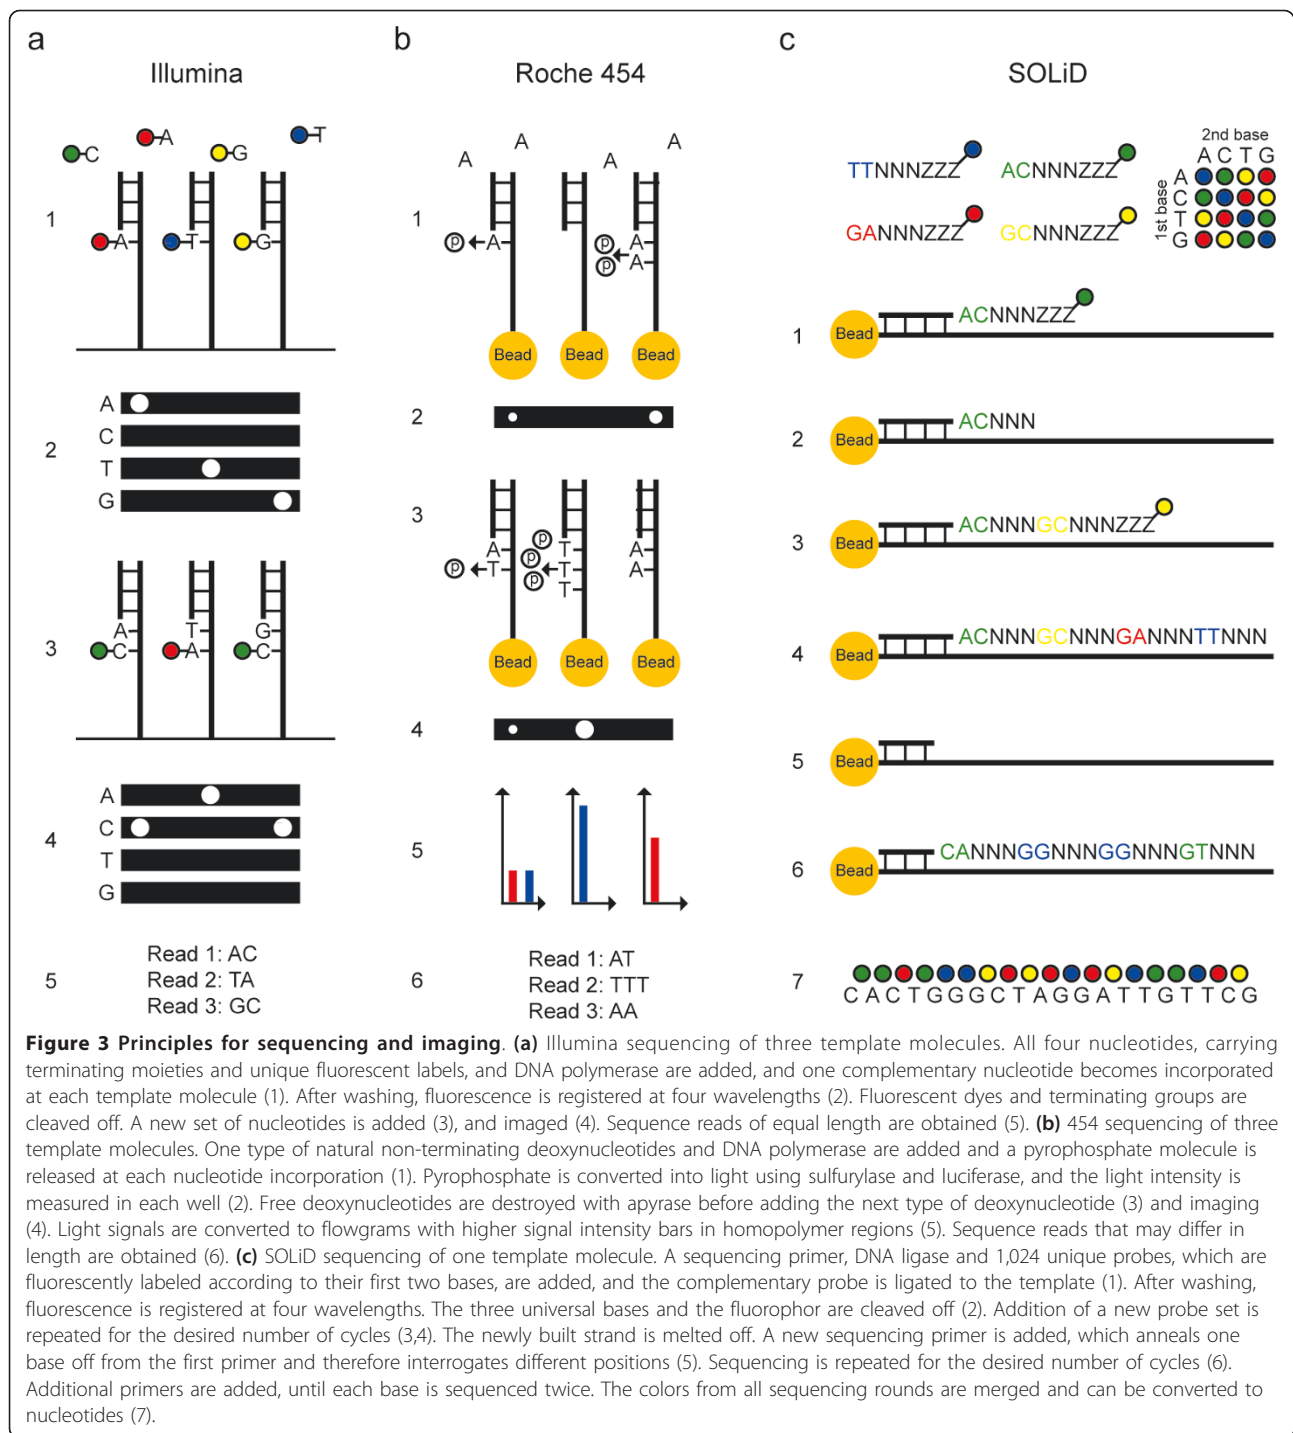 a
Illumina
C
A
G
T
1
A
T
G
2
A
C
T
G
3
A
C
T
A
G
C
4
A
C
T
G
5
Read 1: AC
Read 2: TA
Read 3: GC
b
Roche 454
A
A
A
A
1
P
A
P
P
A
A
Bead Bead Bead
2
3
P
A
T
P
P
P
T
T
T
A
A
Bead Bead Bead
4
5
6
Read 1: AT
Read 2: TTT
Read 3: AA
c
SOLiD
TTNNNZZZ
ACNNNZZZ
GANNNZZZ
GCNNNZZZ
2nd base
A C T G
1st base
A
C
T
G
1
Bead
ACNNNZZZ
2
Bead
ACNNN
3
Bead
ACNNNGCNNNZZZ
4
Bead
ACNNNGCNNNGANNNTTNNN
5
Bead
6
Bead
CANNNGGNNNGGNNNGTNNN
7
C A C T G G G C T A G G A T T G T T C G
Figure 3 Principles for sequencing and imaging. (a) Illumina sequencing of three template molecules. All four nucleotides, carrying
terminating moieties and unique fluorescent labels, and DNA polymerase are added, and one complementary nucleotide becomes incorporated
at each template molecule (1). After washing, fluorescence is registered at four wavelengths (2). Fluorescent dyes and terminating groups are
cleaved off. A new set of nucleotides is added (3), and imaged (4). Sequence reads of equal length are obtained (5). (b) 454 sequencing of three
template molecules. One type of natural non-terminating deoxynucleotides and DNA polymerase are added and a pyrophosphate molecule is
released at each nucleotide incorporation (1). Pyrophosphate is converted into light using sulfurylase and luciferase, and the light intensity is
measured in each well (2). Free deoxynucleotides are destroyed with apyrase before adding the next type of deoxynucleotide (3) and imaging
(4). Light signals are converted to flowgrams with higher signal intensity bars in homopolymer regions (5). Sequence reads that may differ in
length are obtained (6). (c) SOLiD sequencing of one template molecule. A sequencing primer, DNA ligase and 1,024 unique probes, which are
fluorescently labeled according to their first two bases, are added, and the complementary probe is ligated to the template (1). After washing,
fluorescence is registered at four wavelengths. The three universal bases and the fluorophor are cleaved off (2). Addition of a new probe set is
repeated for the desired number of cycles (3,4). The newly built strand is melted off. A new sequencing primer is added, which anneals one
base off from the first primer and therefore interrogates different positions (5). Sequencing is repeated for the desired number of cycles (6).
Additional primers are added, until each base is sequenced twice. The colors from all sequencing rounds are merged and can be converted to
nucleotides (7).